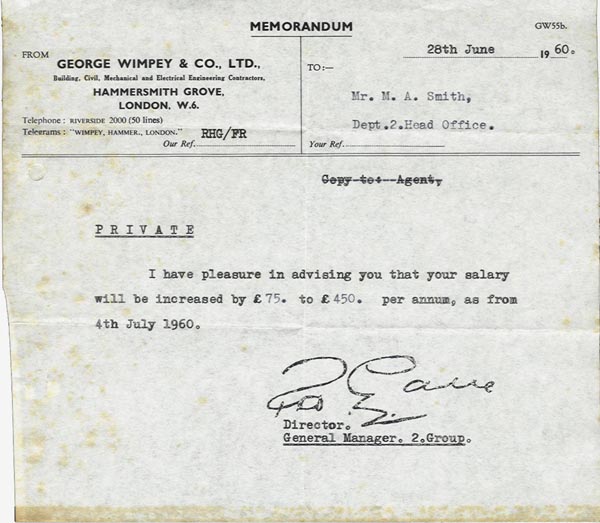 MEMORANDUM
GW55b.
FROM
GEORGE WIMPEY & CO., LTD.,
Building, Civil, Mechanical and Electrical Engineering Contractors,
HAMMERSMITH GROVE,
LONDON, W.6.
Telephone : RIVERSIDE 2000 (50 lines)
Telegrams : "WIMPEY, HAMMER., LONDON."
Our Ref. RHG/FR
28th June 1960.
TO:—
Mr. M. A. Smith,
Dept.2.Head Office.
Your Ref.
Copy to: Agent,
PRIVATE
I have pleasure in advising you that your salary
will be increased by £75. to £450. per annum, as from
4th July 1960.
Director.
General Manager. 2.Group.